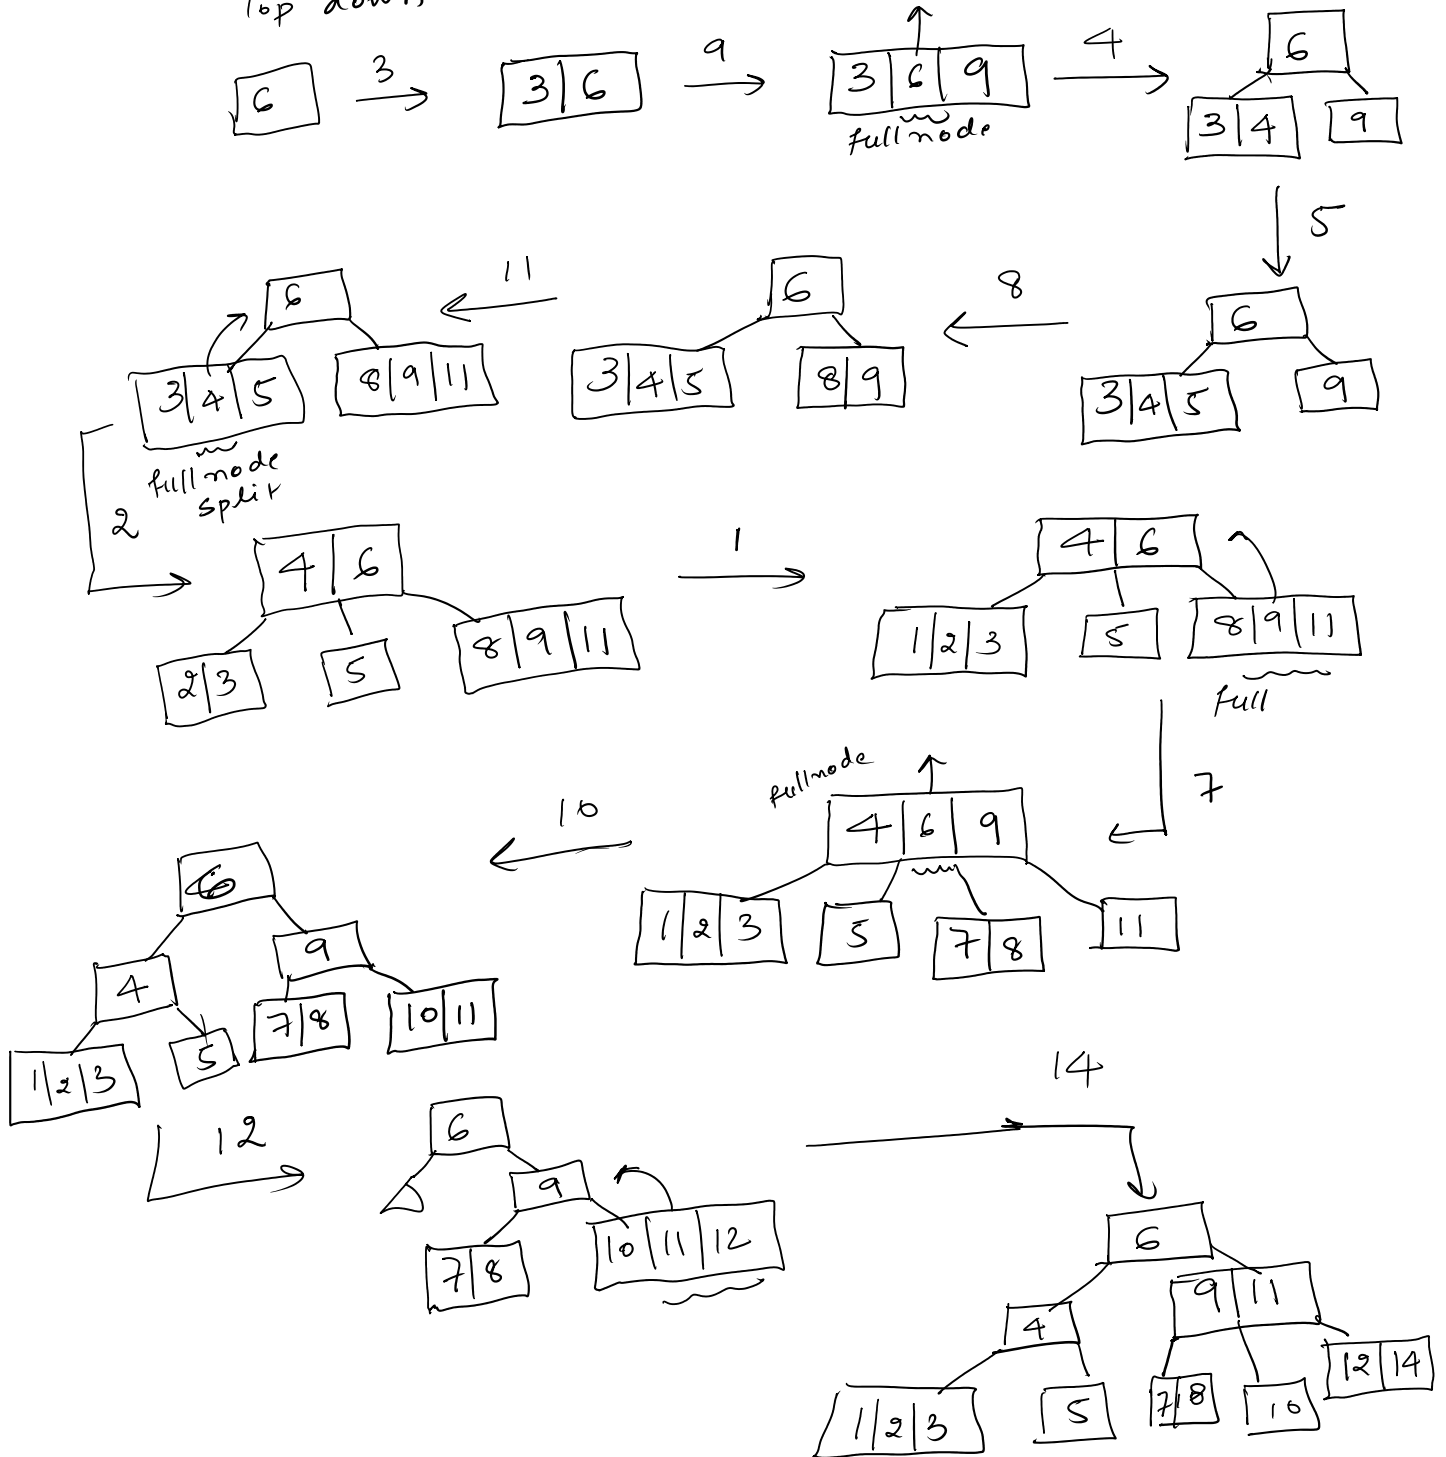 Top down
6 3 3 6 9 3 6 9 4 6
full node
3 4 9
5
6
3 4 5 9
8
6
3 4 5 8 9
11
6
3 4 5 8 9 11
full node
split
2
4 6
2 3 5 8 9 11
1
4 6
1 2 3 5 8 9 11
full
7
full node
4 6 9
1 2 3 5 7 8 11
10
6
4 9
1 2 3 5 7 8 10 11
12
6
9
7 8 10 11 12
14
6
4 9 11
1 2 3 5 7 8 10 12 14